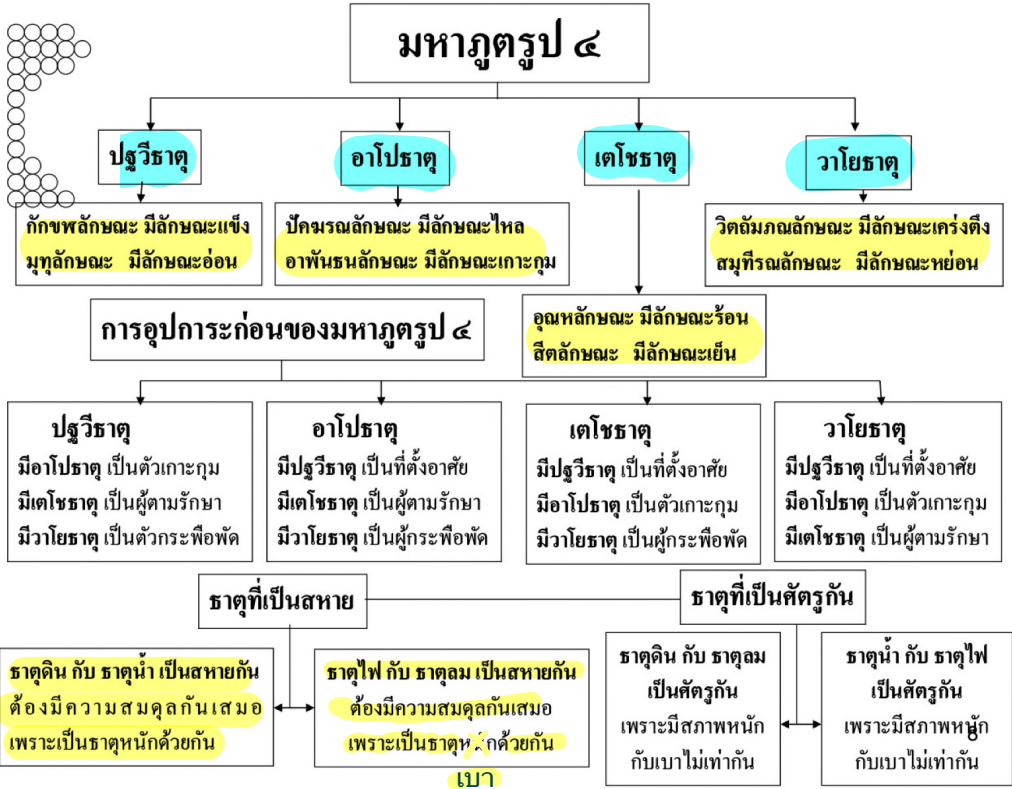 มหาภูตรูป ๔
ปฐวีธาตุ
อาโปธาตุ
เตโชธาตุ
วาโยธาตุ
กักขพลักษณะ มีลักษณะแข็ง
มุทุลักษณะ มีลักษณะอ่อน
ปัคฆรณลักษณะ มีลักษณะไหล
อาพันธนลักษณะ มีลักษณะเกาะกุม
วิตถัมภณลักษณะ มีลักษณะเคร่งตึง
สมุทีรณลักษณะ มีลักษณะหย่อน
อุณหลักษณะ มีลักษณะร้อน
สีตลักษณะ มีลักษณะเย็น
การอุปการะก่อนของมหาภูตรูป ๔
ปฐวีธาตุ
มีอาโปธาตุ เป็นตัวเกาะกุม
มีเตโชธาตุ เป็นผู้ตามรักษา
มีวาโยธาตุ เป็นตัวกระพือพัด
อาโปธาตุ
มีปฐวีธาตุ เป็นที่ตั้งอาศัย
มีเตโชธาตุ เป็นผู้ตามรักษา
มีวาโยธาตุ เป็นผู้กระพือพัด
เตโชธาตุ
มีปฐวีธาตุ เป็นที่ตั้งอาศัย
มีอาโปธาตุ เป็นตัวเกาะกุม
มีวาโยธาตุ เป็นผู้กระพือพัด
วาโยธาตุ
มีปฐวีธาตุ เป็นที่ตั้งอาศัย
มีอาโปธาตุ เป็นตัวเกาะกุม
มีเตโชธาตุ เป็นผู้ตามรักษา
ธาตุที่เป็นสหาย
ธาตุที่เป็นศัตรูกัน
ธาตุดิน กับ ธาตุน้ำ เป็นสหายกัน
ต้องมีความสมดุลกันเสมอ
เพราะเป็นธาตุหนักด้วยกัน
ธาตุไฟ กับ ธาตุลม เป็นสหายกัน
ต้องมีความสมดุลกันเสมอ
เพราะเป็นธาตุหนักด้วยกัน
เบา
ธาตุดิน กับ ธาตุลม
เป็นศัตรูกัน
เพราะมีสภาพหนัก
กับเบาไม่เท่ากัน
ธาตุน้ำ กับ ธาตุไฟ
เป็นศัตรูกัน
เพราะมีสภาพหนัก
กับเบาไม่เท่ากัน
8